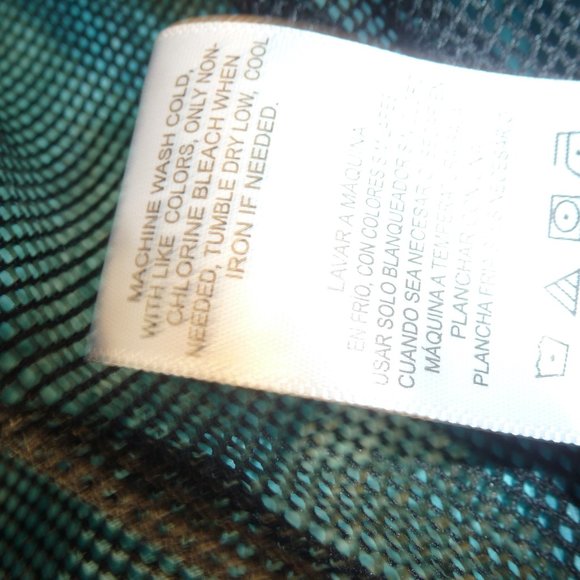 MACHINE WASH COLD,
WITH LIKE COLORS, ONLY NON-
CHLORINE BLEACH WHEN
NEEDED, TUMBLE DRY LOW, COOL
IRON IF NEEDED.
LAVAR A MAQUINA
EN FRIO, CON COLORES
USAR SOLO BLANQUEADOR
CUANDO SEA NECESARIO
MÁQUINA A
PLANCHAR
PLANCHA